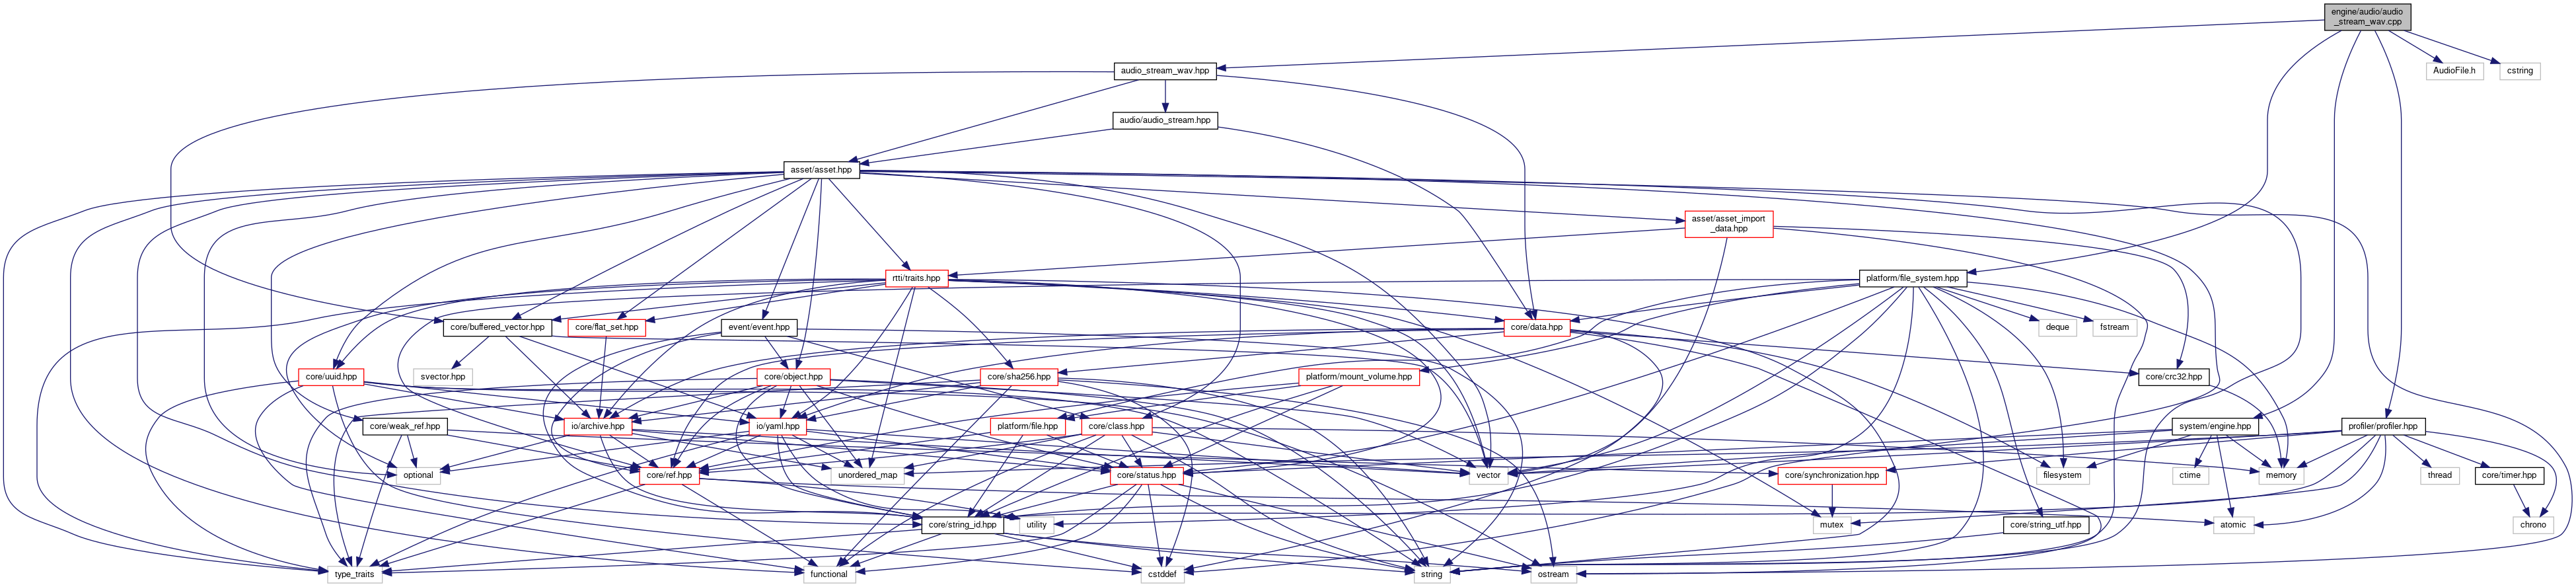 engine/audio/audio
_stream_wav.cpp
audio_stream_wav.hpp
AudioFile.h
cstring
audio/audio_stream.hpp
asset/asset.hpp
asset/asset_import
_data.hpp
rtti/traits.hpp
platform/file_system.hpp
core/buffered_vector.hpp
core/flat_set.hpp
event/event.hpp
core/data.hpp
deque
fstream
svector.hpp
core/uuid.hpp
core/object.hpp
core/sha256.hpp
platform/mount_volume.hpp
core/crc32.hpp
core/weak_ref.hpp
io/archive.hpp
io/yaml.hpp
platform/file.hpp
core/class.hpp
system/engine.hpp
profiler/profiler.hpp
optional
core/ref.hpp
unordered_map
core/status.hpp
vector
core/synchronization.hpp
filesystem
ctime
memory
thread
core/timer.hpp
core/string_id.hpp
utility
mutex
core/string_utf.hpp
atomic
chrono
type_traits
functional
cstddef
string
ostream